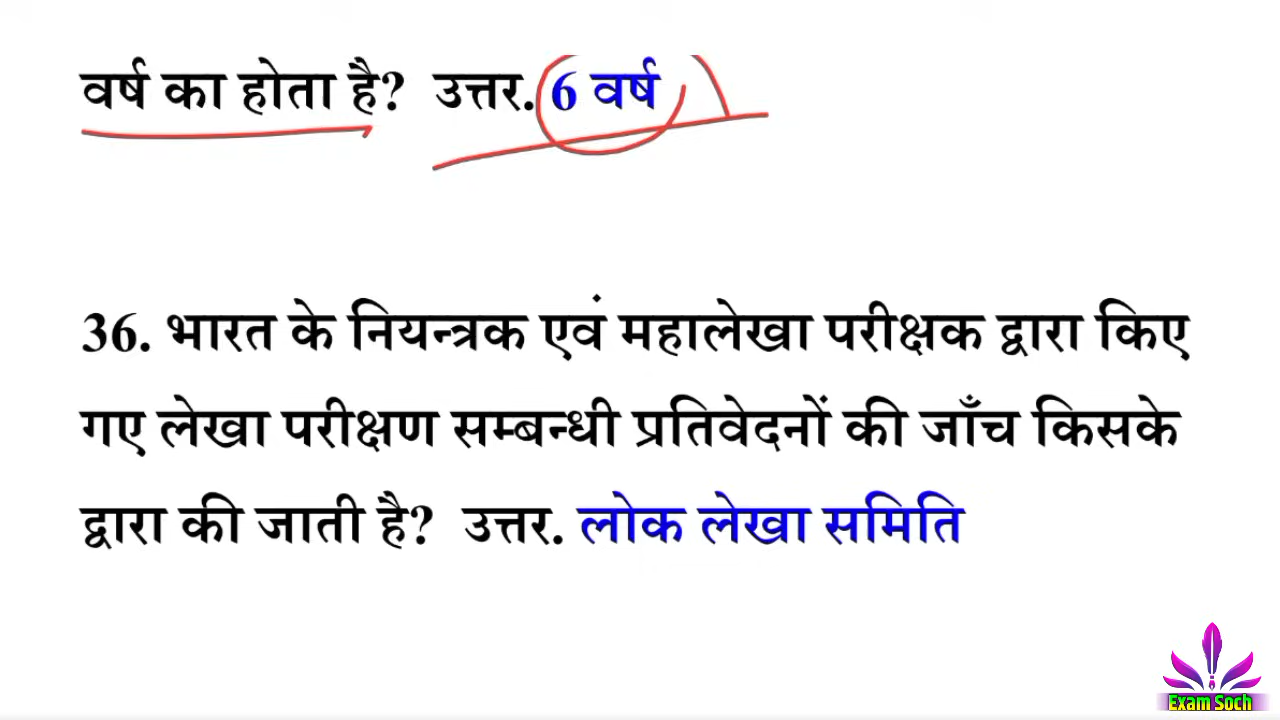 वर्ष का होता है? उत्तर. 6 वर्ष
36. भारत के नियन्त्रक एवं महालेखा परीक्षक द्वारा किए
गए लेखा परीक्षण सम्बन्धी प्रतिवेदनों की जाँच किसके
द्वारा की जाती है? उत्तर. लोक लेखा समिति
Exam Soch